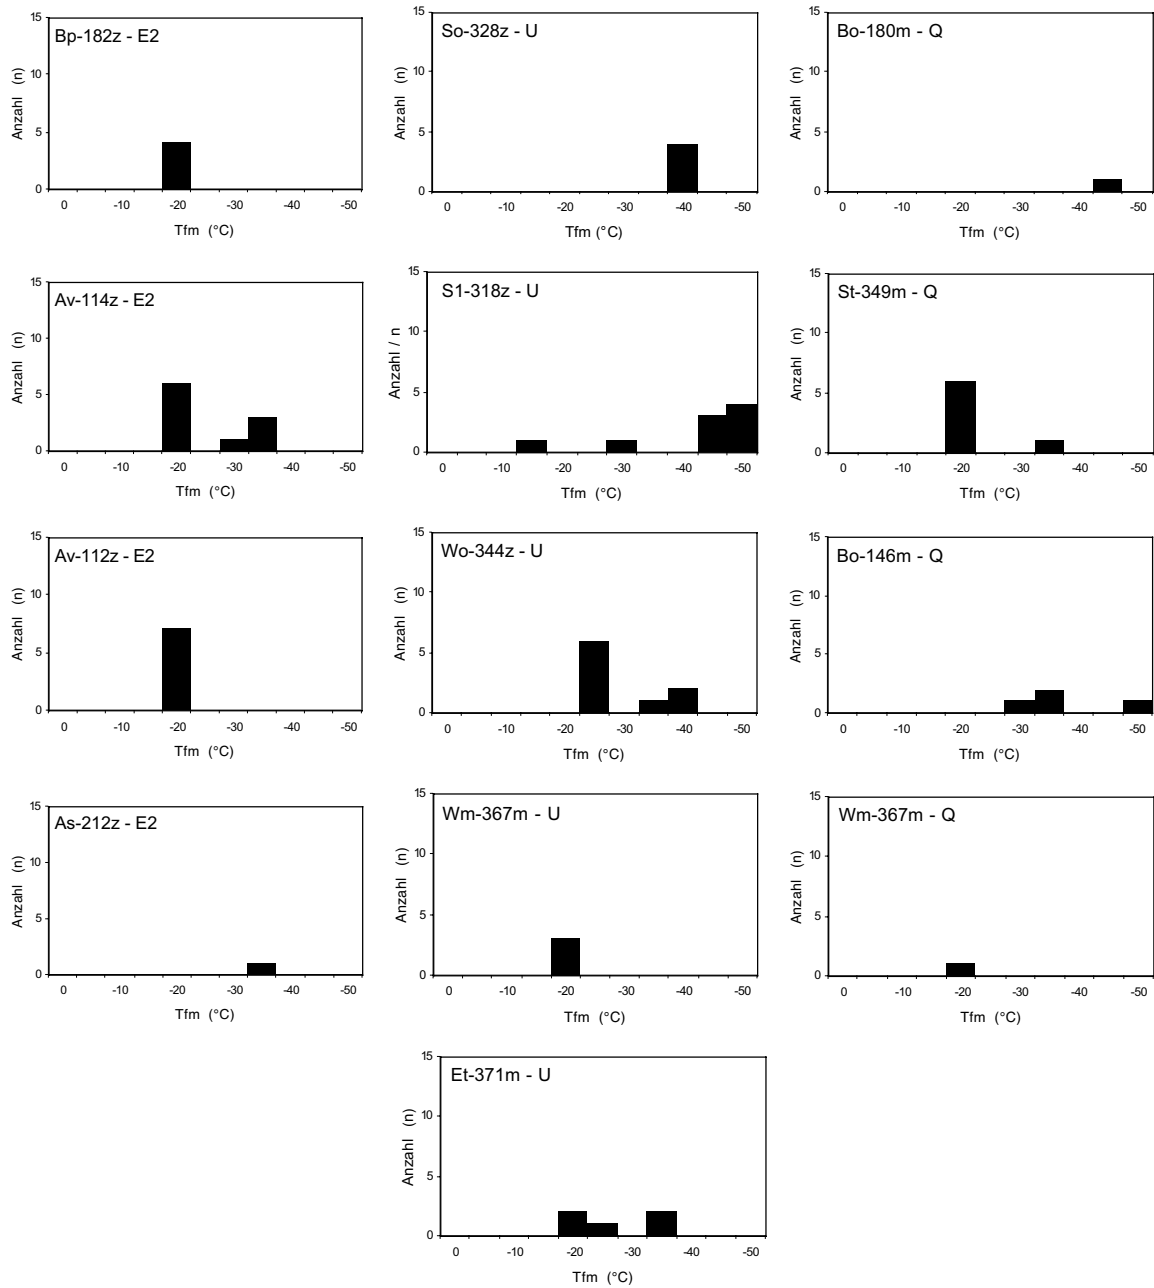 Bp-182z - E2
Anzahl (n)
15
10
5
0
0 -10 -20 -30 -40 -50
Tfm (°C)
So-328z - U
Anzahl (n)
15
10
5
0
0 -10 -20 -30 -40 -50
Tfm (°C)
Bo-180m - Q
Anzahl (n)
15
10
5
0
0 -10 -20 -30 -40 -50
Tfm (°C)
Av-114z - E2
Anzahl (n)
15
10
5
0
0 -10 -20 -30 -40 -50
Tfm (°C)
S1-318z - U
Anzahl / n
15
10
5
0
0 -10 -20 -30 -40 -50
Tfm (°C)
St-349m - Q
Anzahl (n)
15
10
5
0
0 -10 -20 -30 -40 -50
Tfm (°C)
Av-112z - E2
Anzahl (n)
15
10
5
0
0 -10 -20 -30 -40 -50
Tfm (°C)
Wo-344z - U
Anzahl (n)
15
10
5
0
0 -10 -20 -30 -40 -50
Tfm (°C)
Bo-146m - Q
Anzahl (n)
15
10
5
0
0 -10 -20 -30 -40 -50
Tfm (°C)
As-212z - E2
Anzahl (n)
15
10
5
0
0 -10 -20 -30 -40 -50
Tfm (°C)
Wm-367m - U
Anzahl (n)
15
10
5
0
0 -10 -20 -30 -40 -50
Tfm (°C)
Wm-367m - Q
Anzahl (n)
15
10
5
0
0 -10 -20 -30 -40 -50
Tfm (°C)
Et-371m - U
Anzahl (n)
15
10
5
0
0 -10 -20 -30 -40 -50
Tfm (°C)